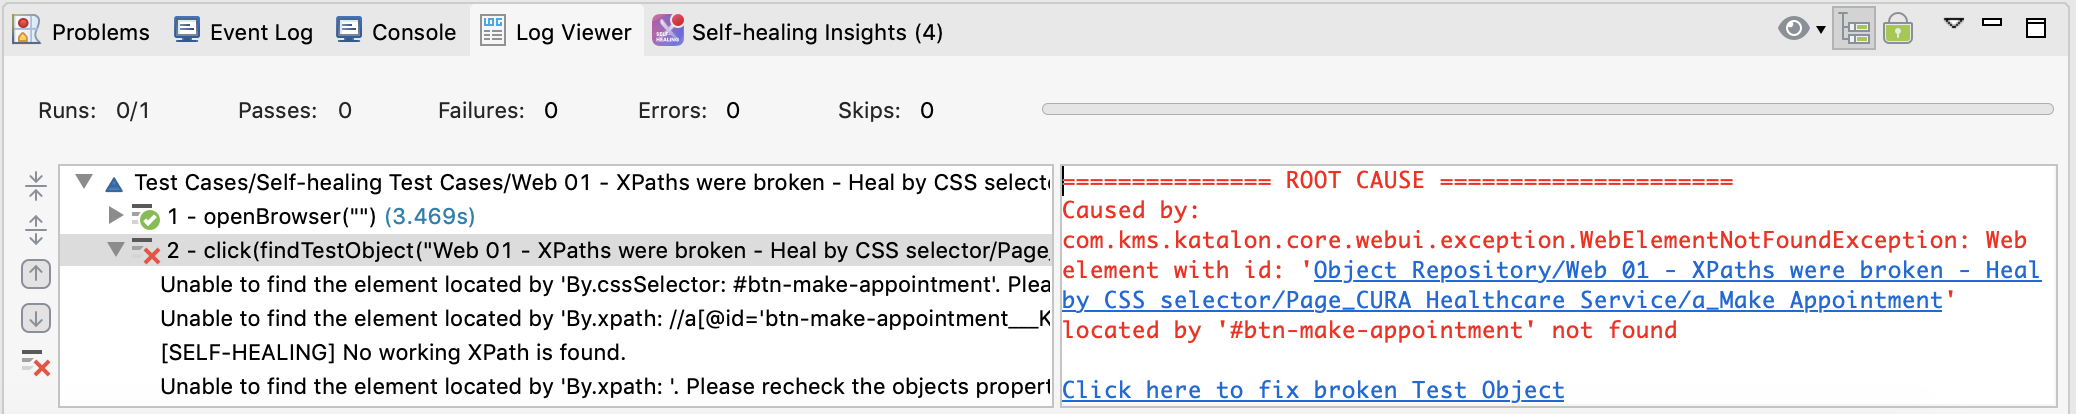 Problems Event Log Console Log Viewer Self-healing Insights (4)
Runs: 0/1 Passes: 0 Failures: 0 Errors: 0 Skips: 0
Test Cases/Self-healing Test Cases/Web 01 - XPaths were broken - Heal by CSS selecto
1 - openBrowser("") (3.469s)
2 - click(findTestObject("Web 01 - XPaths were broken - Heal by CSS selector/Page_
Unable to find the element located by 'By.cssSelector: #btn-make-appointment'. Plea
Unable to find the element located by 'By.xpath: //a[@id='btn-make-appointment___K
[SELF-HEALING] No working XPath is found.
Unable to find the element located by 'By.xpath: '. Please recheck the objects propert
=============== ROOT CAUSE =====================
Caused by:
com.kms.katalon.core.webui.exception.WebElementNotFoundException: Web
element with id: 'Object Repository/Web 01 - XPaths were broken - Heal
by CSS selector/Page_CURA Healthcare Service/a_Make Appointment'
located by '#btn-make-appointment' not found
Click here to fix broken Test Object